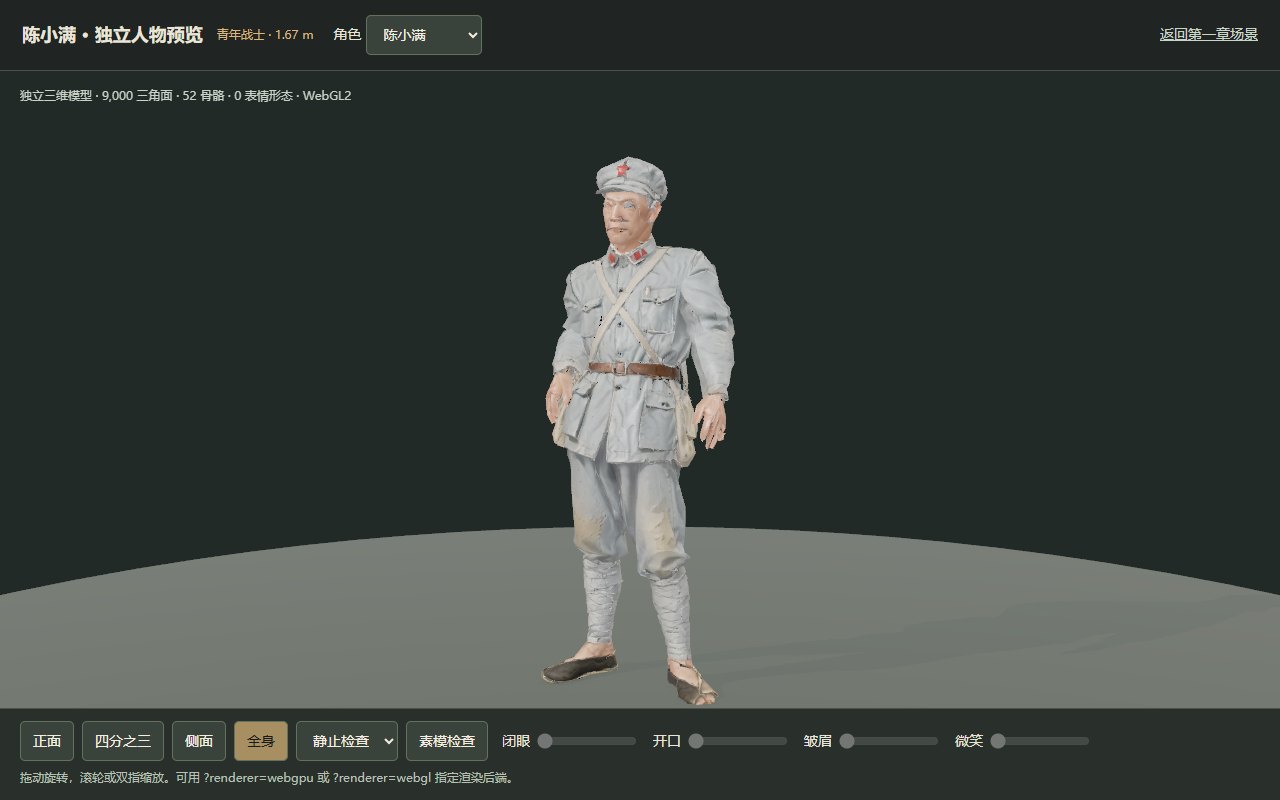 陈小满 • 独立人物预览 青年战士 · 1.67 m 角色 陈小满 返回第一章场景
独立三维模型 · 9,000 三角面 · 52 骨骼 · 0 表情形态 · WebGL2
正面 四分之三 侧面 全身 静止检查 素模检查 闭眼 开口 皱眉 微笑
拖动旋转，滚轮或双指缩放。可用 ?renderer=webgpu 或 ?renderer=webgl 指定渲染后端。